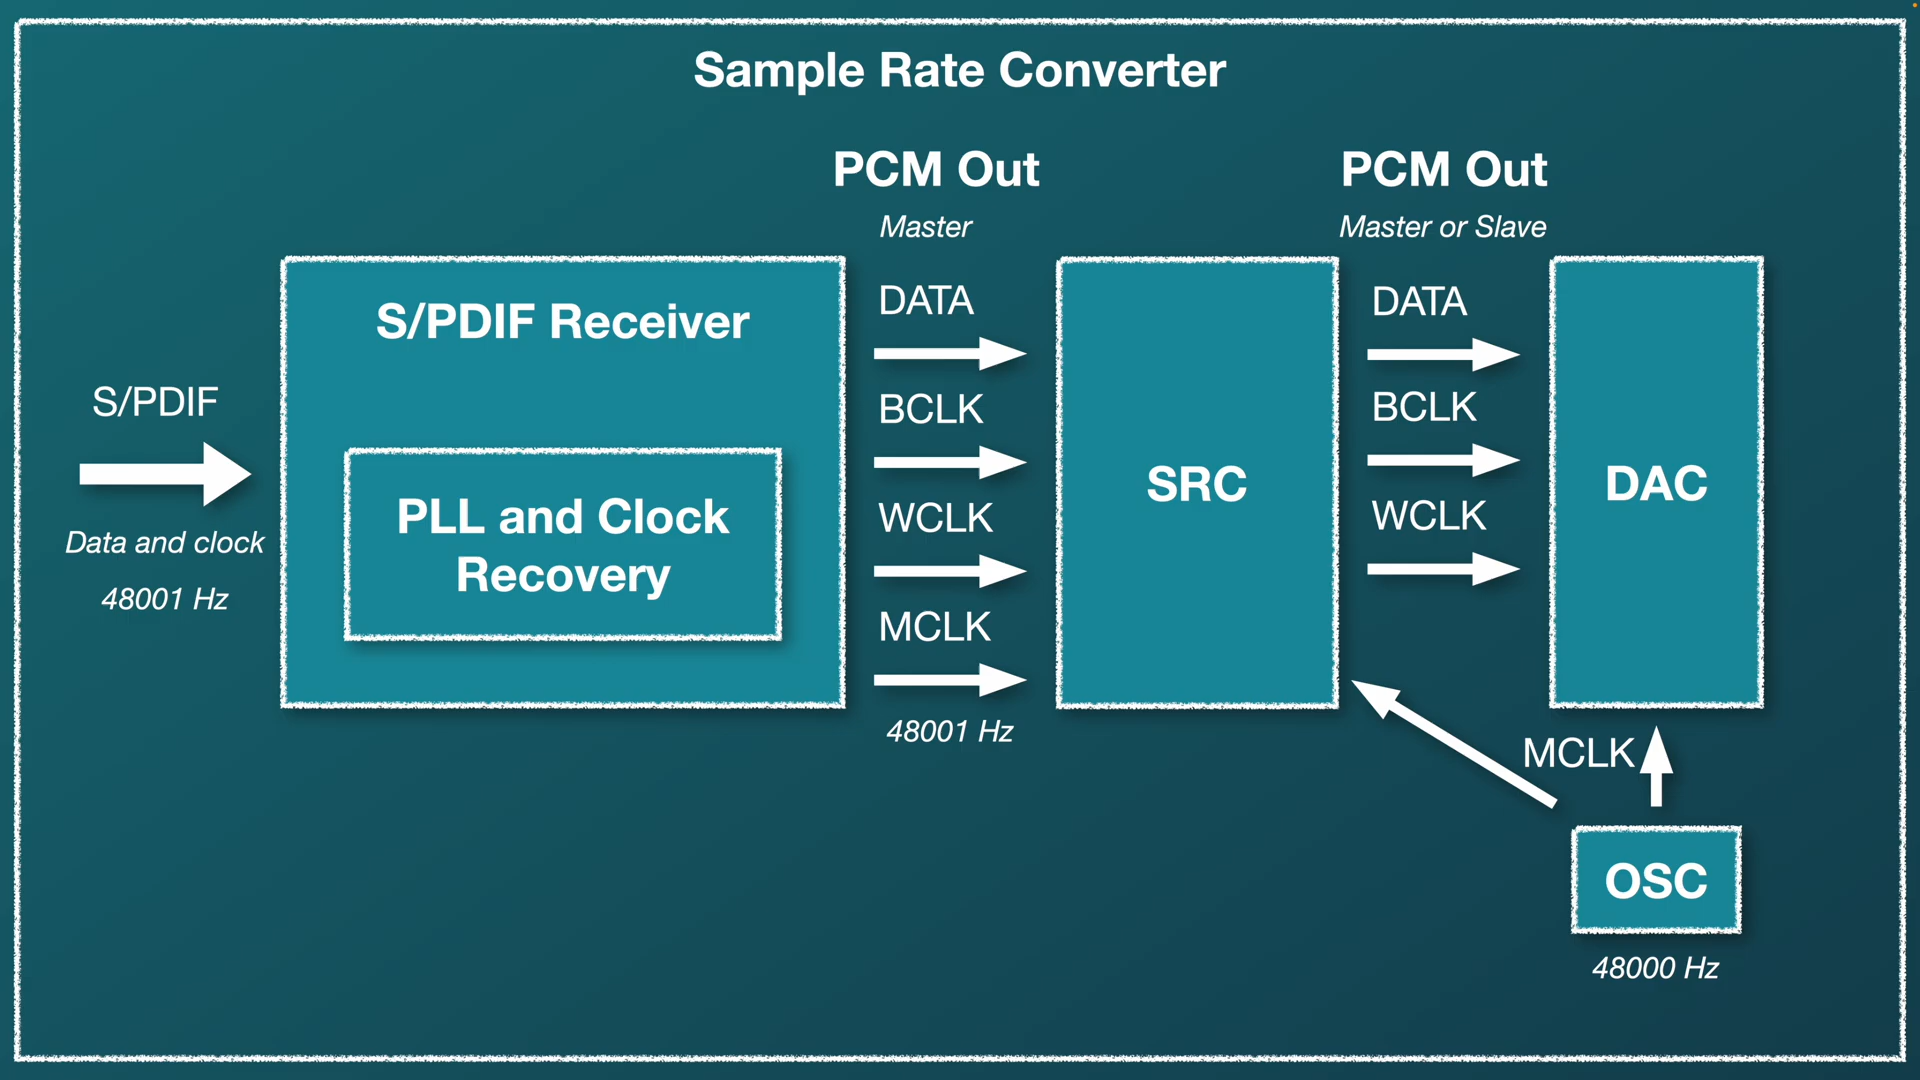 Sample Rate Converter
PCM Out
Master
PCM Out
Master or Slave
S/PDIF
Data and clock
48001 Hz
S/PDIF Receiver
PLL and Clock
Recovery
DATA
BCLK
WCLK
MCLK
48001 Hz
SRC
DATA
BCLK
WCLK
DAC
MCLK
OSC
48000 Hz